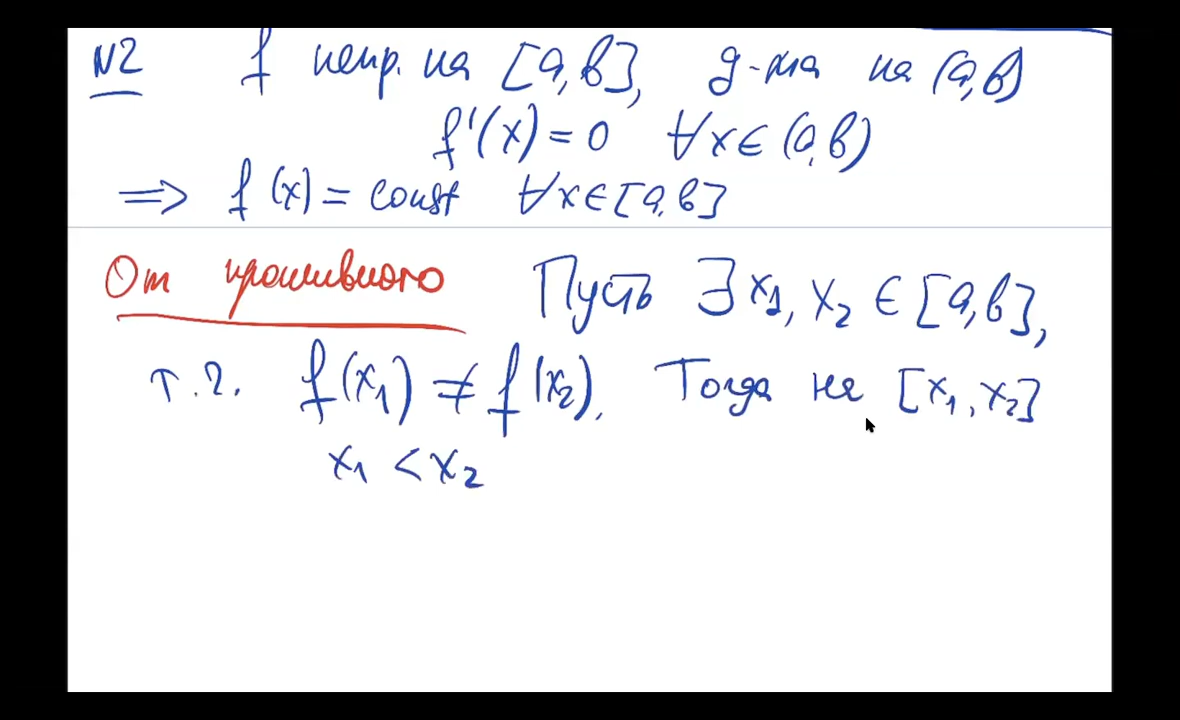 N2 f непр. на [a,b], д-ма на (a,b)
f'(x) = 0 ∀x∈(a,b)
=> f(x) = const ∀x∈[a,b]
От противного Пусть ∃ x₁, x₂ ∈ [a,b],
т.ч. f(x₁) ≠ f(x₂). Тогда на [x₁, x₂]
x₁ < x₂